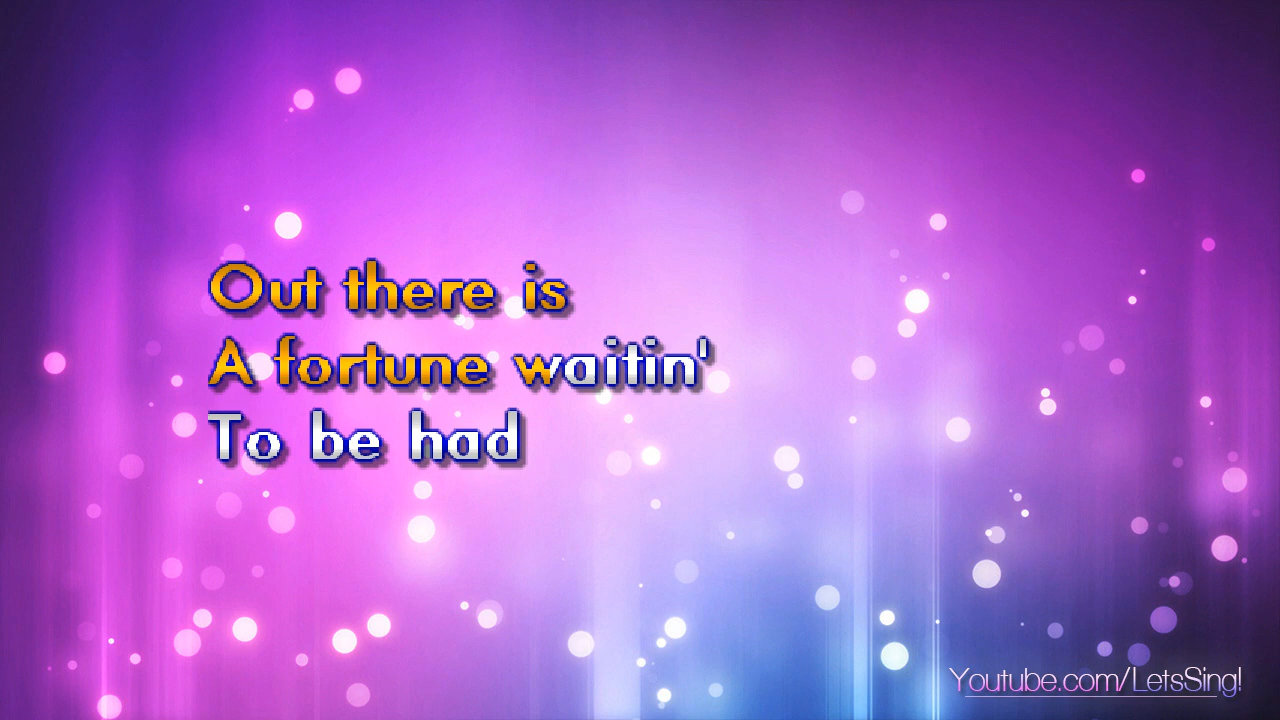 Out there is
A fortune waitin'
To be had
Youtube.com/LetsSing!